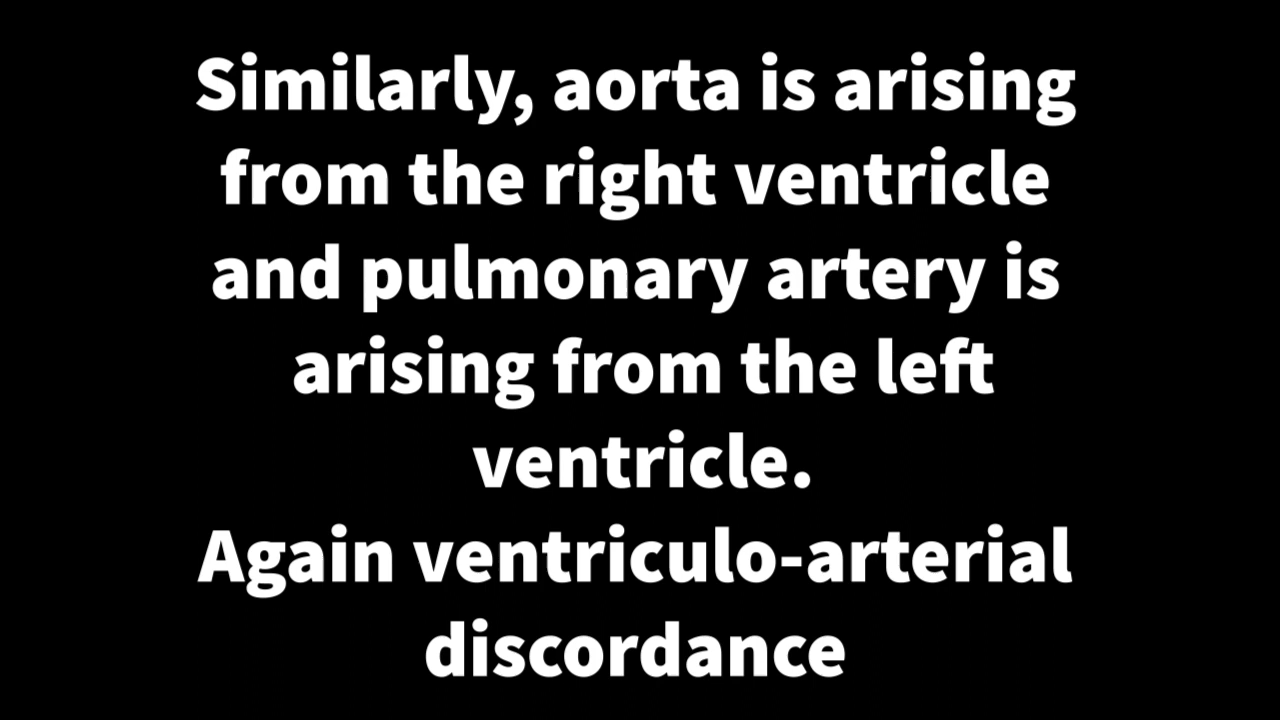 Similarly, aorta is arising
from the right ventricle
and pulmonary artery is
arising from the left
ventricle.
Again ventriculo-arterial
discordance